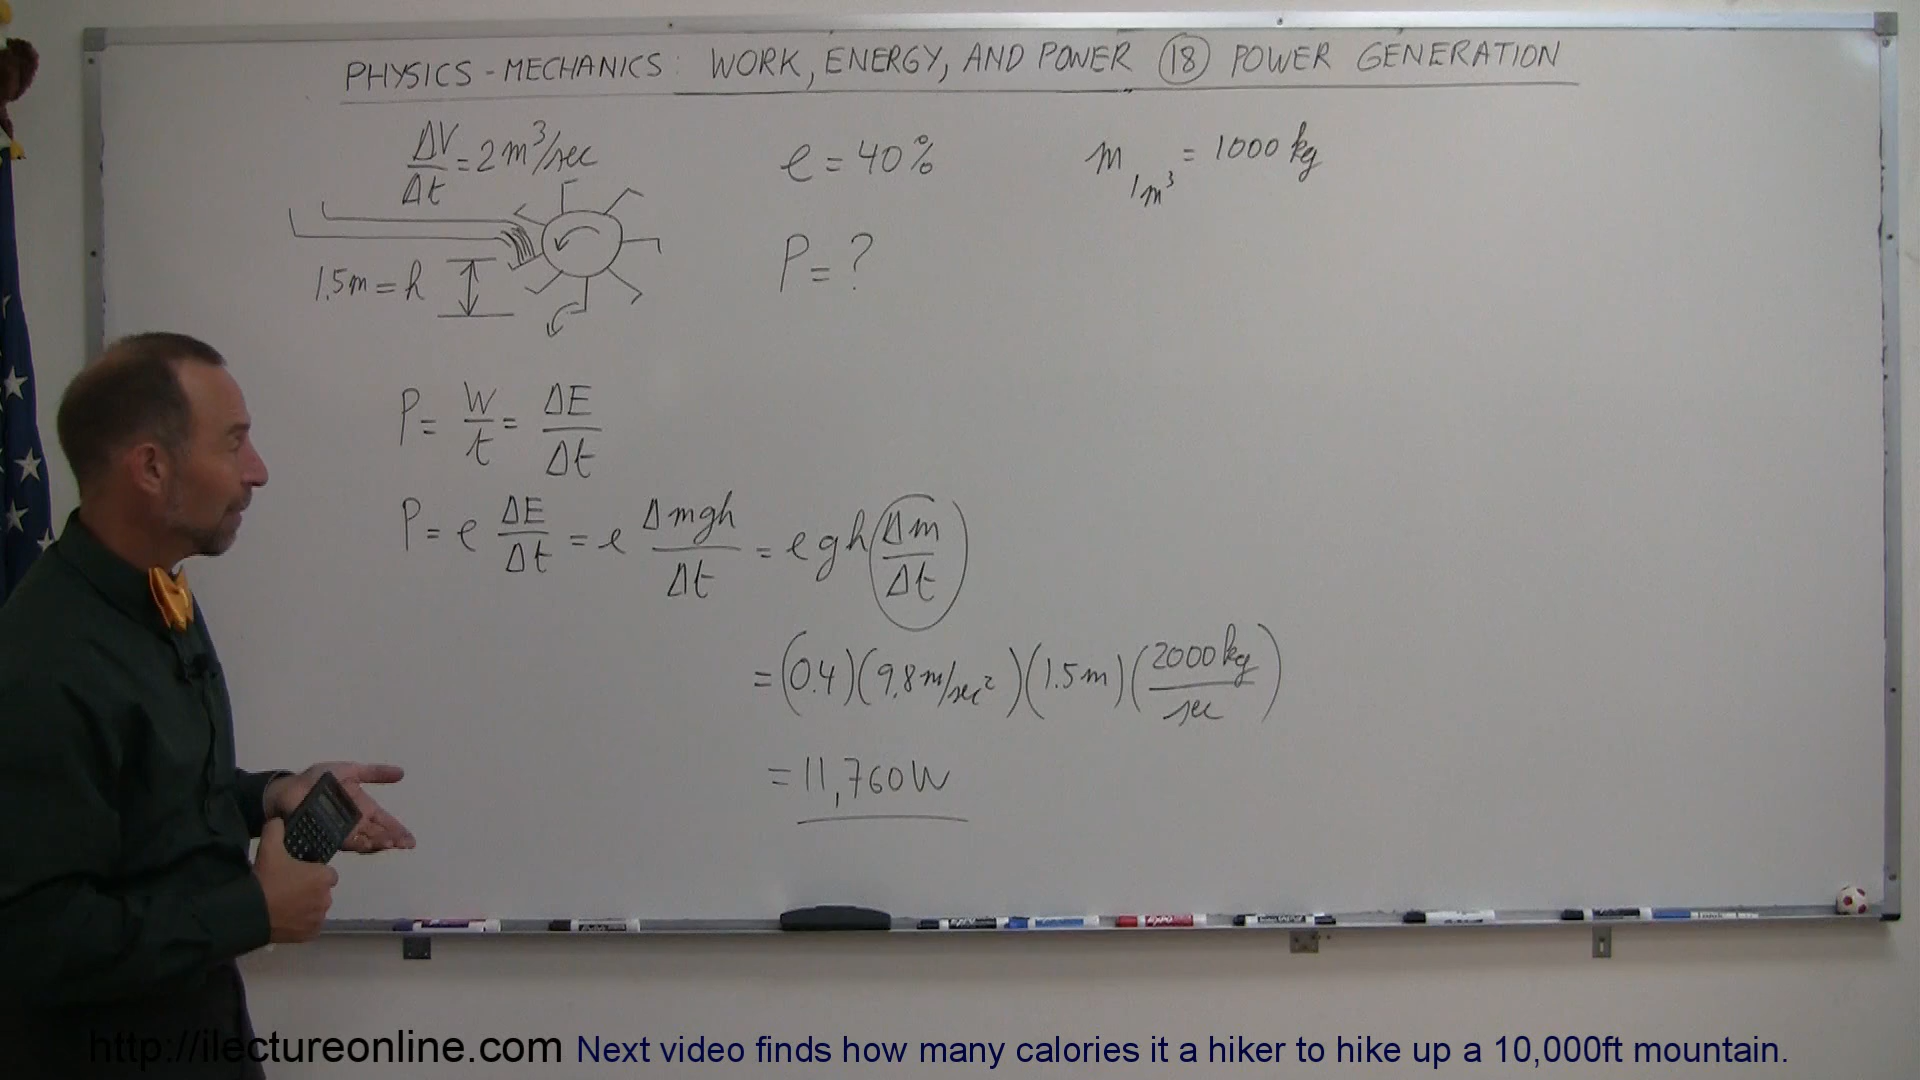 PHYSICS - MECHANICS: WORK, ENERGY, AND POWER (18) POWER GENERATION
ΔV/Δt = 2 m³/sec
e = 40%
m_1m³ = 1000 kg
1.5m = h
P = ?
P = W/t = ΔE/Δt
P = e ΔE/Δt = e Δmgh/Δt = e g h (Δm/Δt)
= (0.4)(9.8 m/sec²)(1.5 m)(2000 kg/sec)
= 11,760 W
http://ilectureonline.com Next video finds how many calories it a hiker to hike up a 10,000ft mountain.